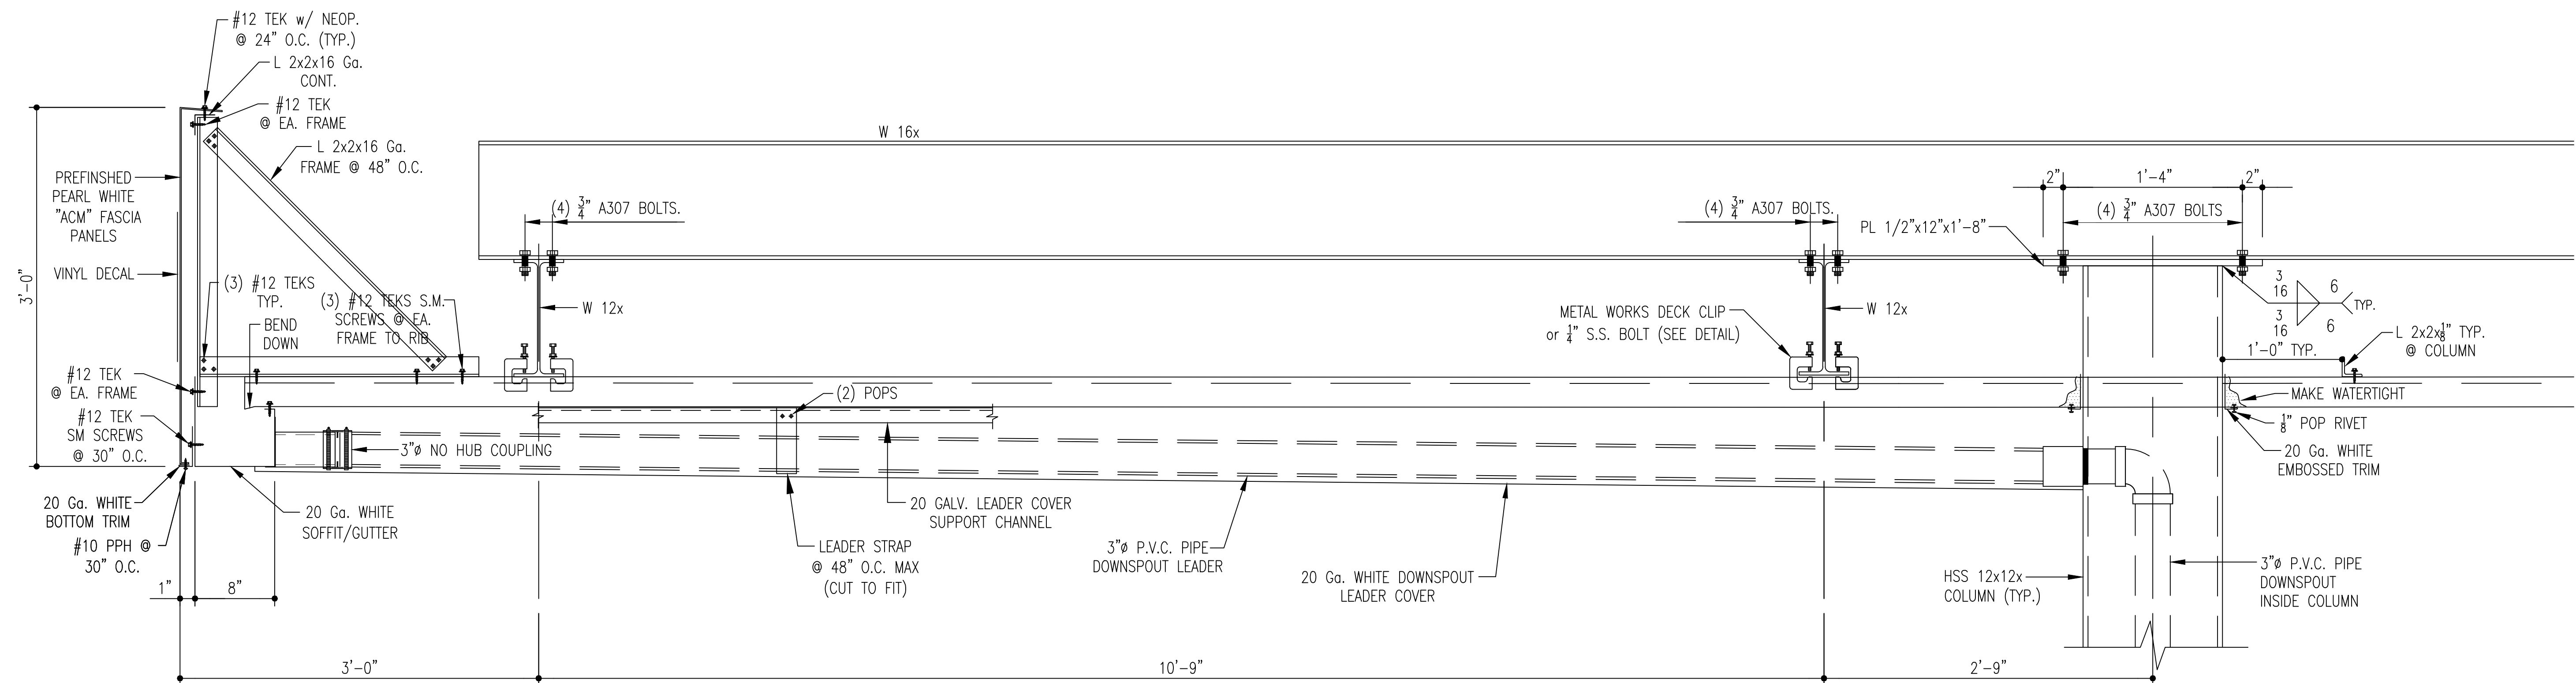 #12 TEK w/ NEOP.
@ 24" O.C. (TYP.)
L 2x2x16 Ga.
CONT.
#12 TEK
@ EA. FRAME
L 2x2x16 Ga.
FRAME @ 48" O.C.
PREFINSHED
PEARL WHITE
"ACM" FASCIA
PANELS
VINYL DECAL
3'-0"
(3) #12 TEKS
TYP.
BEND
DOWN
(3) #12 TEKS S.M.
SCREWS @ EA.
FRAME TO RIB
#12 TEK
@ EA. FRAME
#12 TEK
SM SCREWS
@ 30" O.C.
20 Ga. WHITE
BOTTOM TRIM
#10 PPH @
30" O.C.
1"
8"
20 Ga. WHITE
SOFFIT/GUTTER
3"ø NO HUB COUPLING
W 16x
(4) 3/4" A307 BOLTS.
W 12x
(2) POPS
20 GALV. LEADER COVER
SUPPORT CHANNEL
LEADER STRAP
@ 48" O.C. MAX
(CUT TO FIT)
3"ø P.V.C. PIPE
DOWNSPOUT LEADER
20 Ga. WHITE DOWNSPOUT
LEADER COVER
(4) 3/4" A307 BOLTS.
W 12x
METAL WORKS DECK CLIP
or 1/4" S.S. BOLT (SEE DETAIL)
2"
1'-4"
2"
(4) 3/4" A307 BOLTS
PL 1/2"x12"x1'-8"
3
16
6
TYP.
3
16
6
L 2x2x1/8" TYP.
@ COLUMN
1'-0" TYP.
MAKE WATERTIGHT
1/8" POP RIVET
20 Ga. WHITE
EMBOSSED TRIM
HSS 12x12x
COLUMN (TYP.)
3"ø P.V.C. PIPE
DOWNSPOUT
INSIDE COLUMN
3'-0"
10'-9"
2'-9"